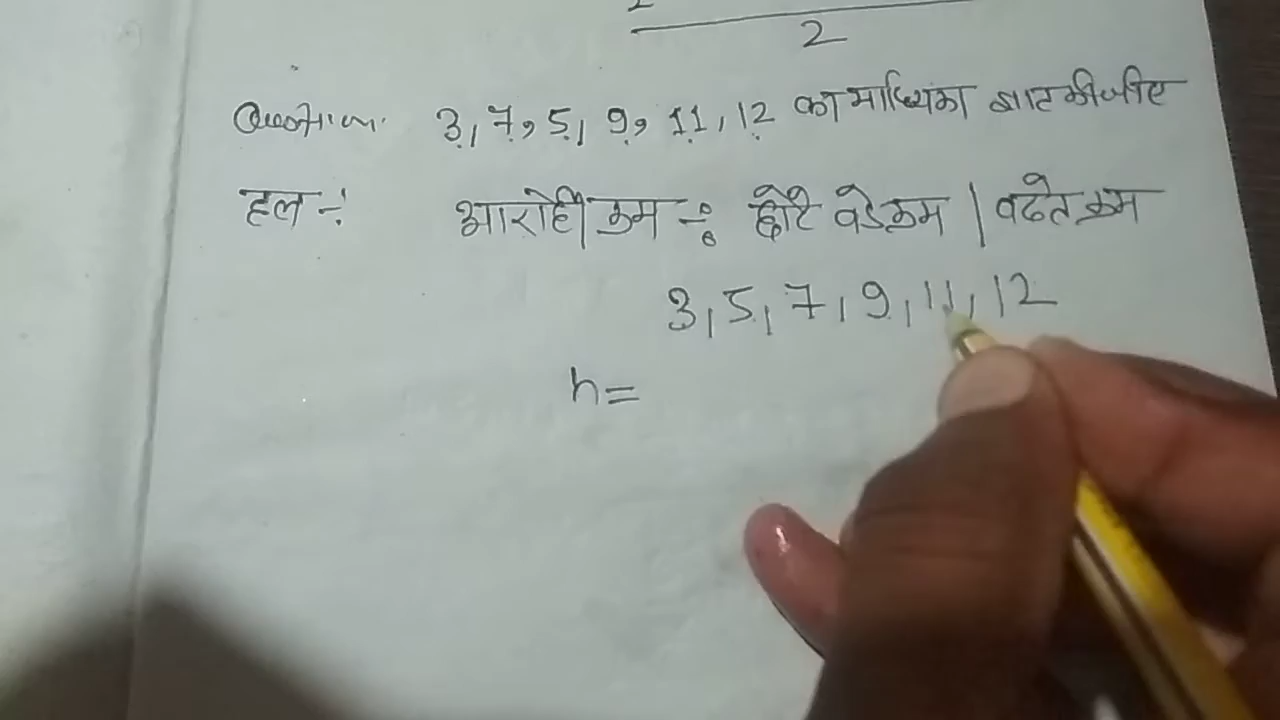 2
Question. 3, 7, 5, 9, 11, 12 का माध्यिका ज्ञात कीजीए
हल ÷ आरोही क्रम ÷ छोटे बडे क्रम | बढते क्रम
3, 5, 7, 9, 11, 12
n=